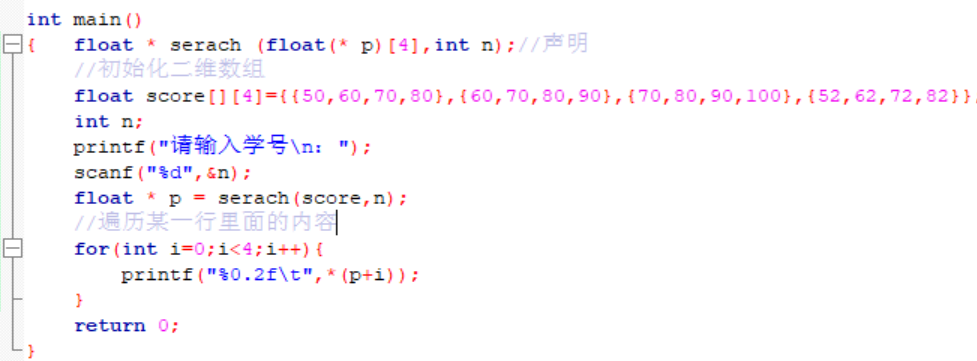 int main()
{ float * serach (float(* p)[4],int n);//声明
//初始化二维数组
float score[][4]={{50,60,70,80},{60,70,80,90},{70,80,90,100},{52,62,72,82}}
int n;
printf("请输入学号\n: ");
scanf("%d",&n);
float * p = serach(score,n);
//遍历某一行里面的内容
for(int i=0;i<4;i++){
printf("%0.2f\t",*(p+i));
}
return 0;
}